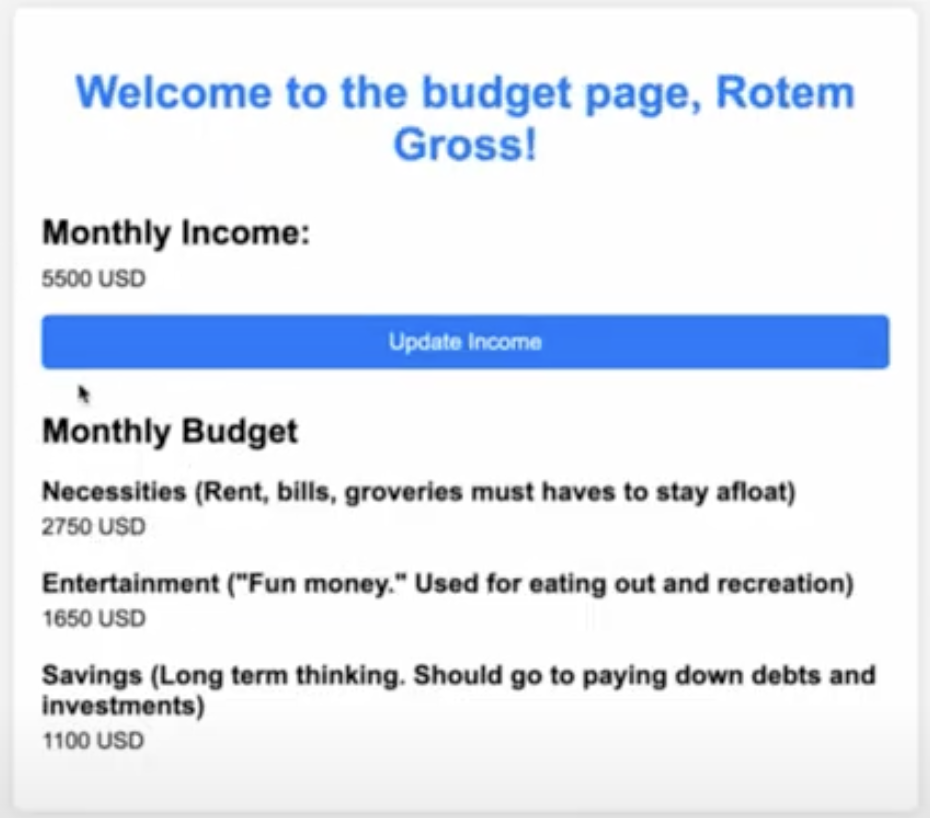 Welcome to the budget page, Rotem
Gross!
Monthly Income:
5500 USD
Update Income
Monthly Budget
Necessities (Rent, bills, groveries must haves to stay afloat)
2750 USD
Entertainment ("Fun money." Used for eating out and recreation)
1650 USD
Savings (Long term thinking. Should go to paying down debts and
investments)
1100 USD